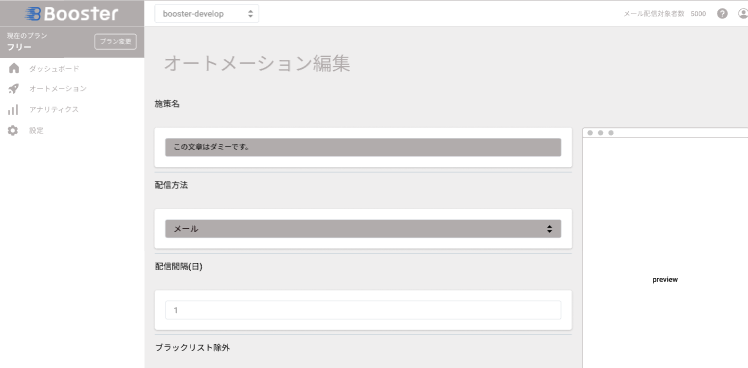 Booster
booster-develop
メール配信対象者数 5000
現在のプラン
フリー
プラン変更
ダッシュボード
オートメーション
アナリティクス
設定
オートメーション編集
施策名
この文章はダミーです。
配信方法
メール
配信間隔(日)
1
ブラックリスト除外
preview